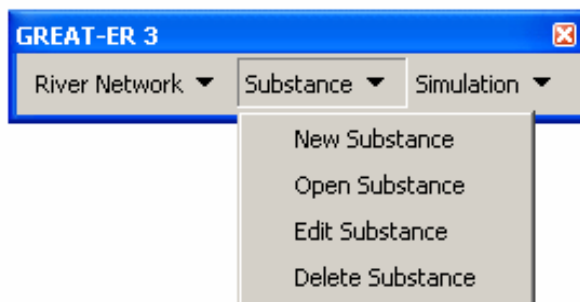 GREAT-ER 3
River Network Substance Simulation
New Substance
Open Substance
Edit Substance
Delete Substance